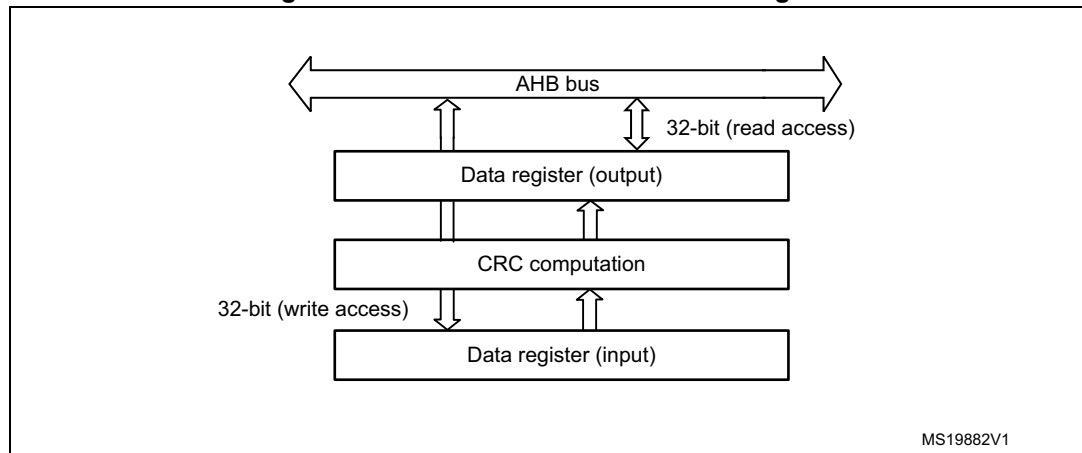 AHB bus
32-bit (read access)
Data register (output)
CRC computation
32-bit (write access)
Data register (input)
MS19882V1